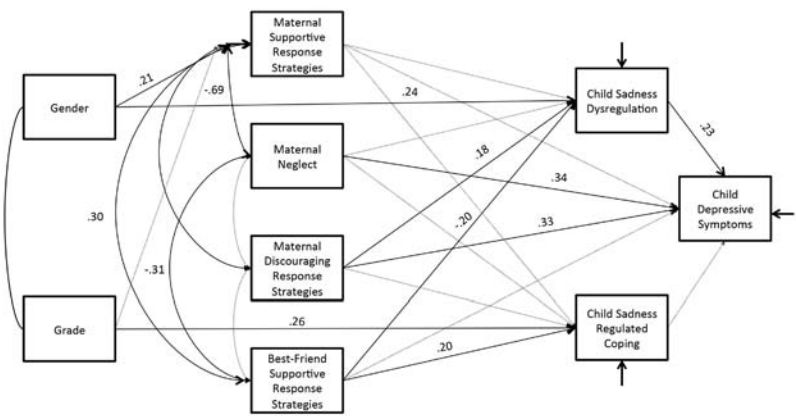 Maternal
Supportive
Response
Strategies
.21
-.69
.24
Gender
Child Sadness
Dysregulation
.23
Maternal
Neglect
.18
.34
.30
-.20
.33
Child
Depressive
Symptoms
Maternal
Discouraging
Response
Strategies
-.31
Grade
.26
Child Sadness
Regulated
Coping
.20
Best-Friend
Supportive
Response
Strategies